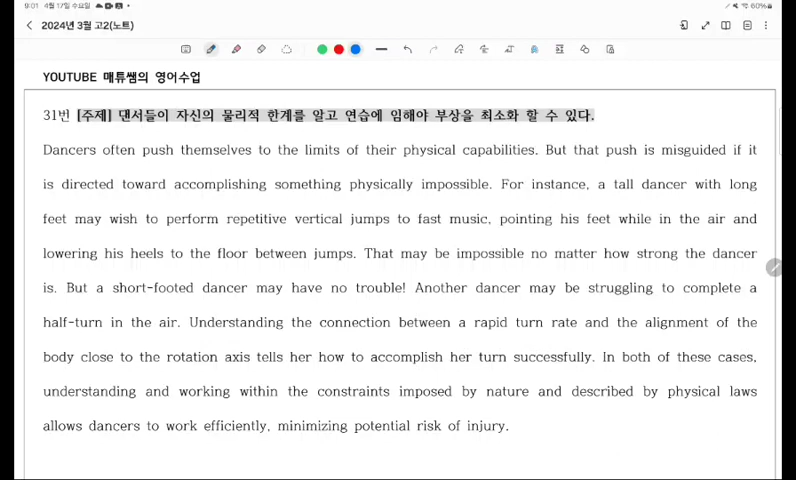 9:01 4월 17일 수요일
60%
2024년 3월 고2(노트)
YOUTUBE 매튜쌤의 영어수업
31번 [주제] 댄서들이 자신의 물리적 한계를 알고 연습에 임해야 부상을 최소화 할 수 있다.
Dancers often push themselves to the limits of their physical capabilities. But that push is misguided if it
is directed toward accomplishing something physically impossible. For instance, a tall dancer with long
feet may wish to perform repetitive vertical jumps to fast music, pointing his feet while in the air and
lowering his heels to the floor between jumps. That may be impossible no matter how strong the dancer
is. But a short-footed dancer may have no trouble! Another dancer may be struggling to complete a
half-turn in the air. Understanding the connection between a rapid turn rate and the alignment of the
body close to the rotation axis tells her how to accomplish her turn successfully. In both of these cases,
understanding and working within the constraints imposed by nature and described by physical laws
allows dancers to work efficiently, minimizing potential risk of injury.